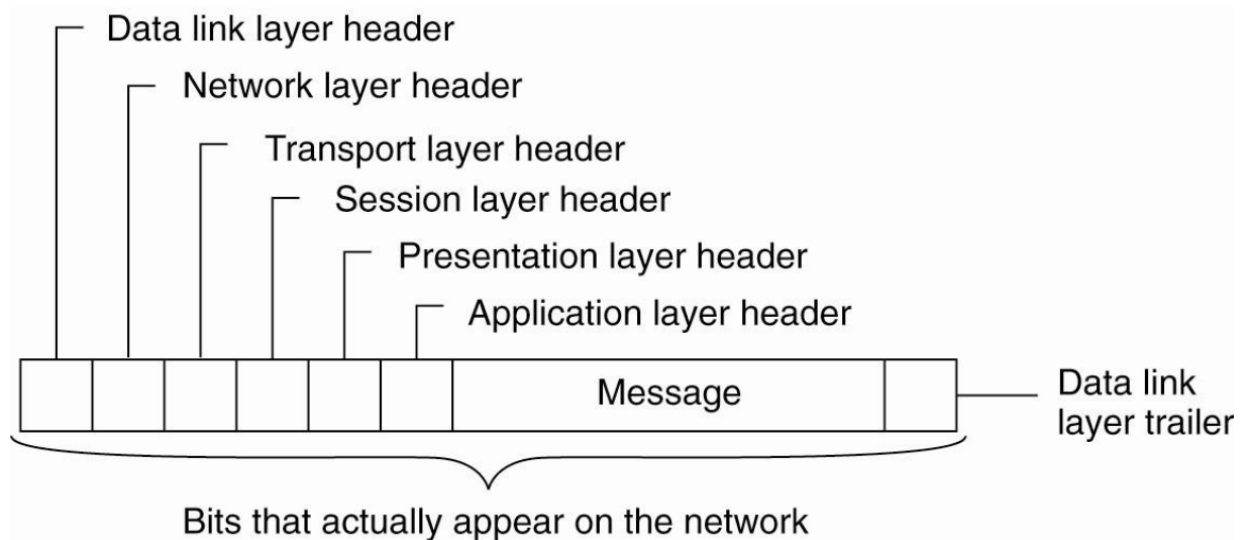 Data link layer header
Network layer header
Transport layer header
Session layer header
Presentation layer header
Application layer header
Message
Data link
layer trailer
Bits that actually appear on the network